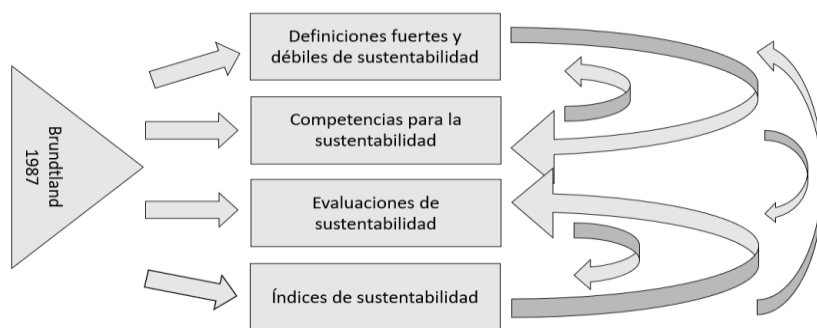 Brundtland
1987
Definiciones fuertes y
débiles de sustentabilidad
Competencias para la
sustentabilidad
Evaluaciones de
sustentabilidad
Índices de sustentabilidad